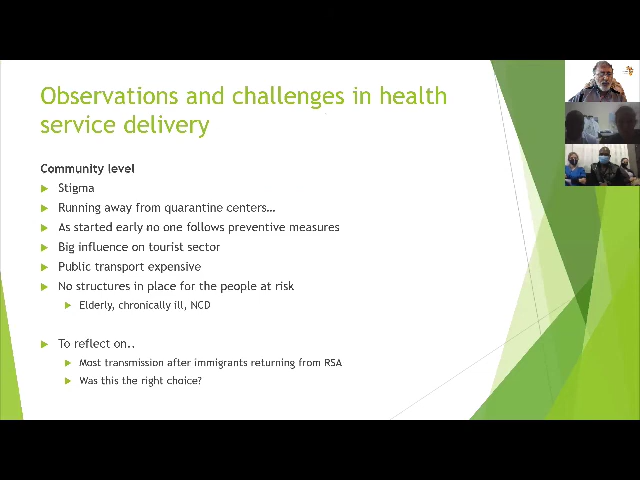 Observations and challenges in health
service delivery
Community level
Stigma
Running away from quarantine centers…
As started early no one follows preventive measures
Big influence on tourist sector
Public transport expensive
No structures in place for the people at risk
Elderly, chronically ill, NCD
To reflect on..
Most transmission after immigrants returning from RSA
Was this the right choice?